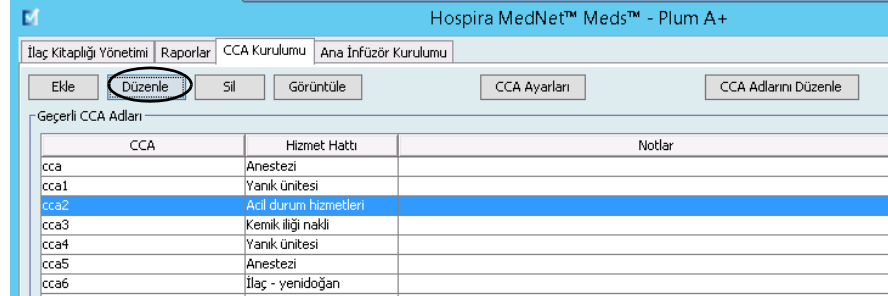 Hospira MedNet™ Meds™ - Plum A+
İlaç Kitaplığı Yönetimi Raporlar CCA Kurulumu Ana İnfüzör Kurulumu
Ekle Düzenle Sil Görüntüle CCA Ayarları CCA Adlarını Düzenle
Geçerli CCA Adları
CCA Hizmet Hattı Notlar
cca Anestezi
cca1 Yanık ünitesi
cca2 Acil durum hizmetleri
cca3 Kemik iliği nakli
cca4 Yanık ünitesi
cca5 Anestezi
cca6 İlaç - yenidoğan